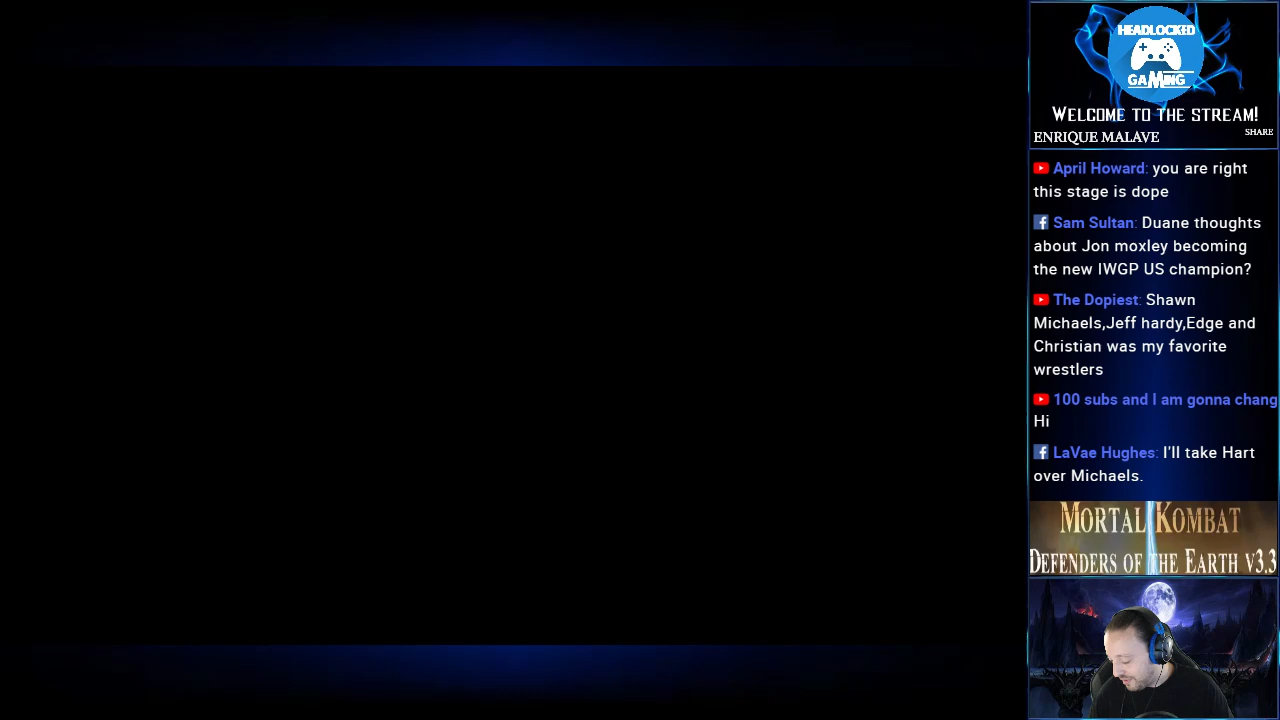 HEADLOCKED
GAMING
WELCOME TO THE STREAM!
SHARE
ENRIQUE MALAVE
April Howard: you are right
this stage is dope
Sam Sultan: Duane thoughts
about Jon moxley becoming
the new IWGP US champion?
The Dopiest: Shawn
Michaels,Jeff hardy,Edge and
Christian was my favorite
wrestlers
100 subs and I am gonna chang
Hi
LaVae Hughes: I'll take Hart
over Michaels.
MORTAL KOMBAT
DEFENDERS OF THE EARTH V3.3